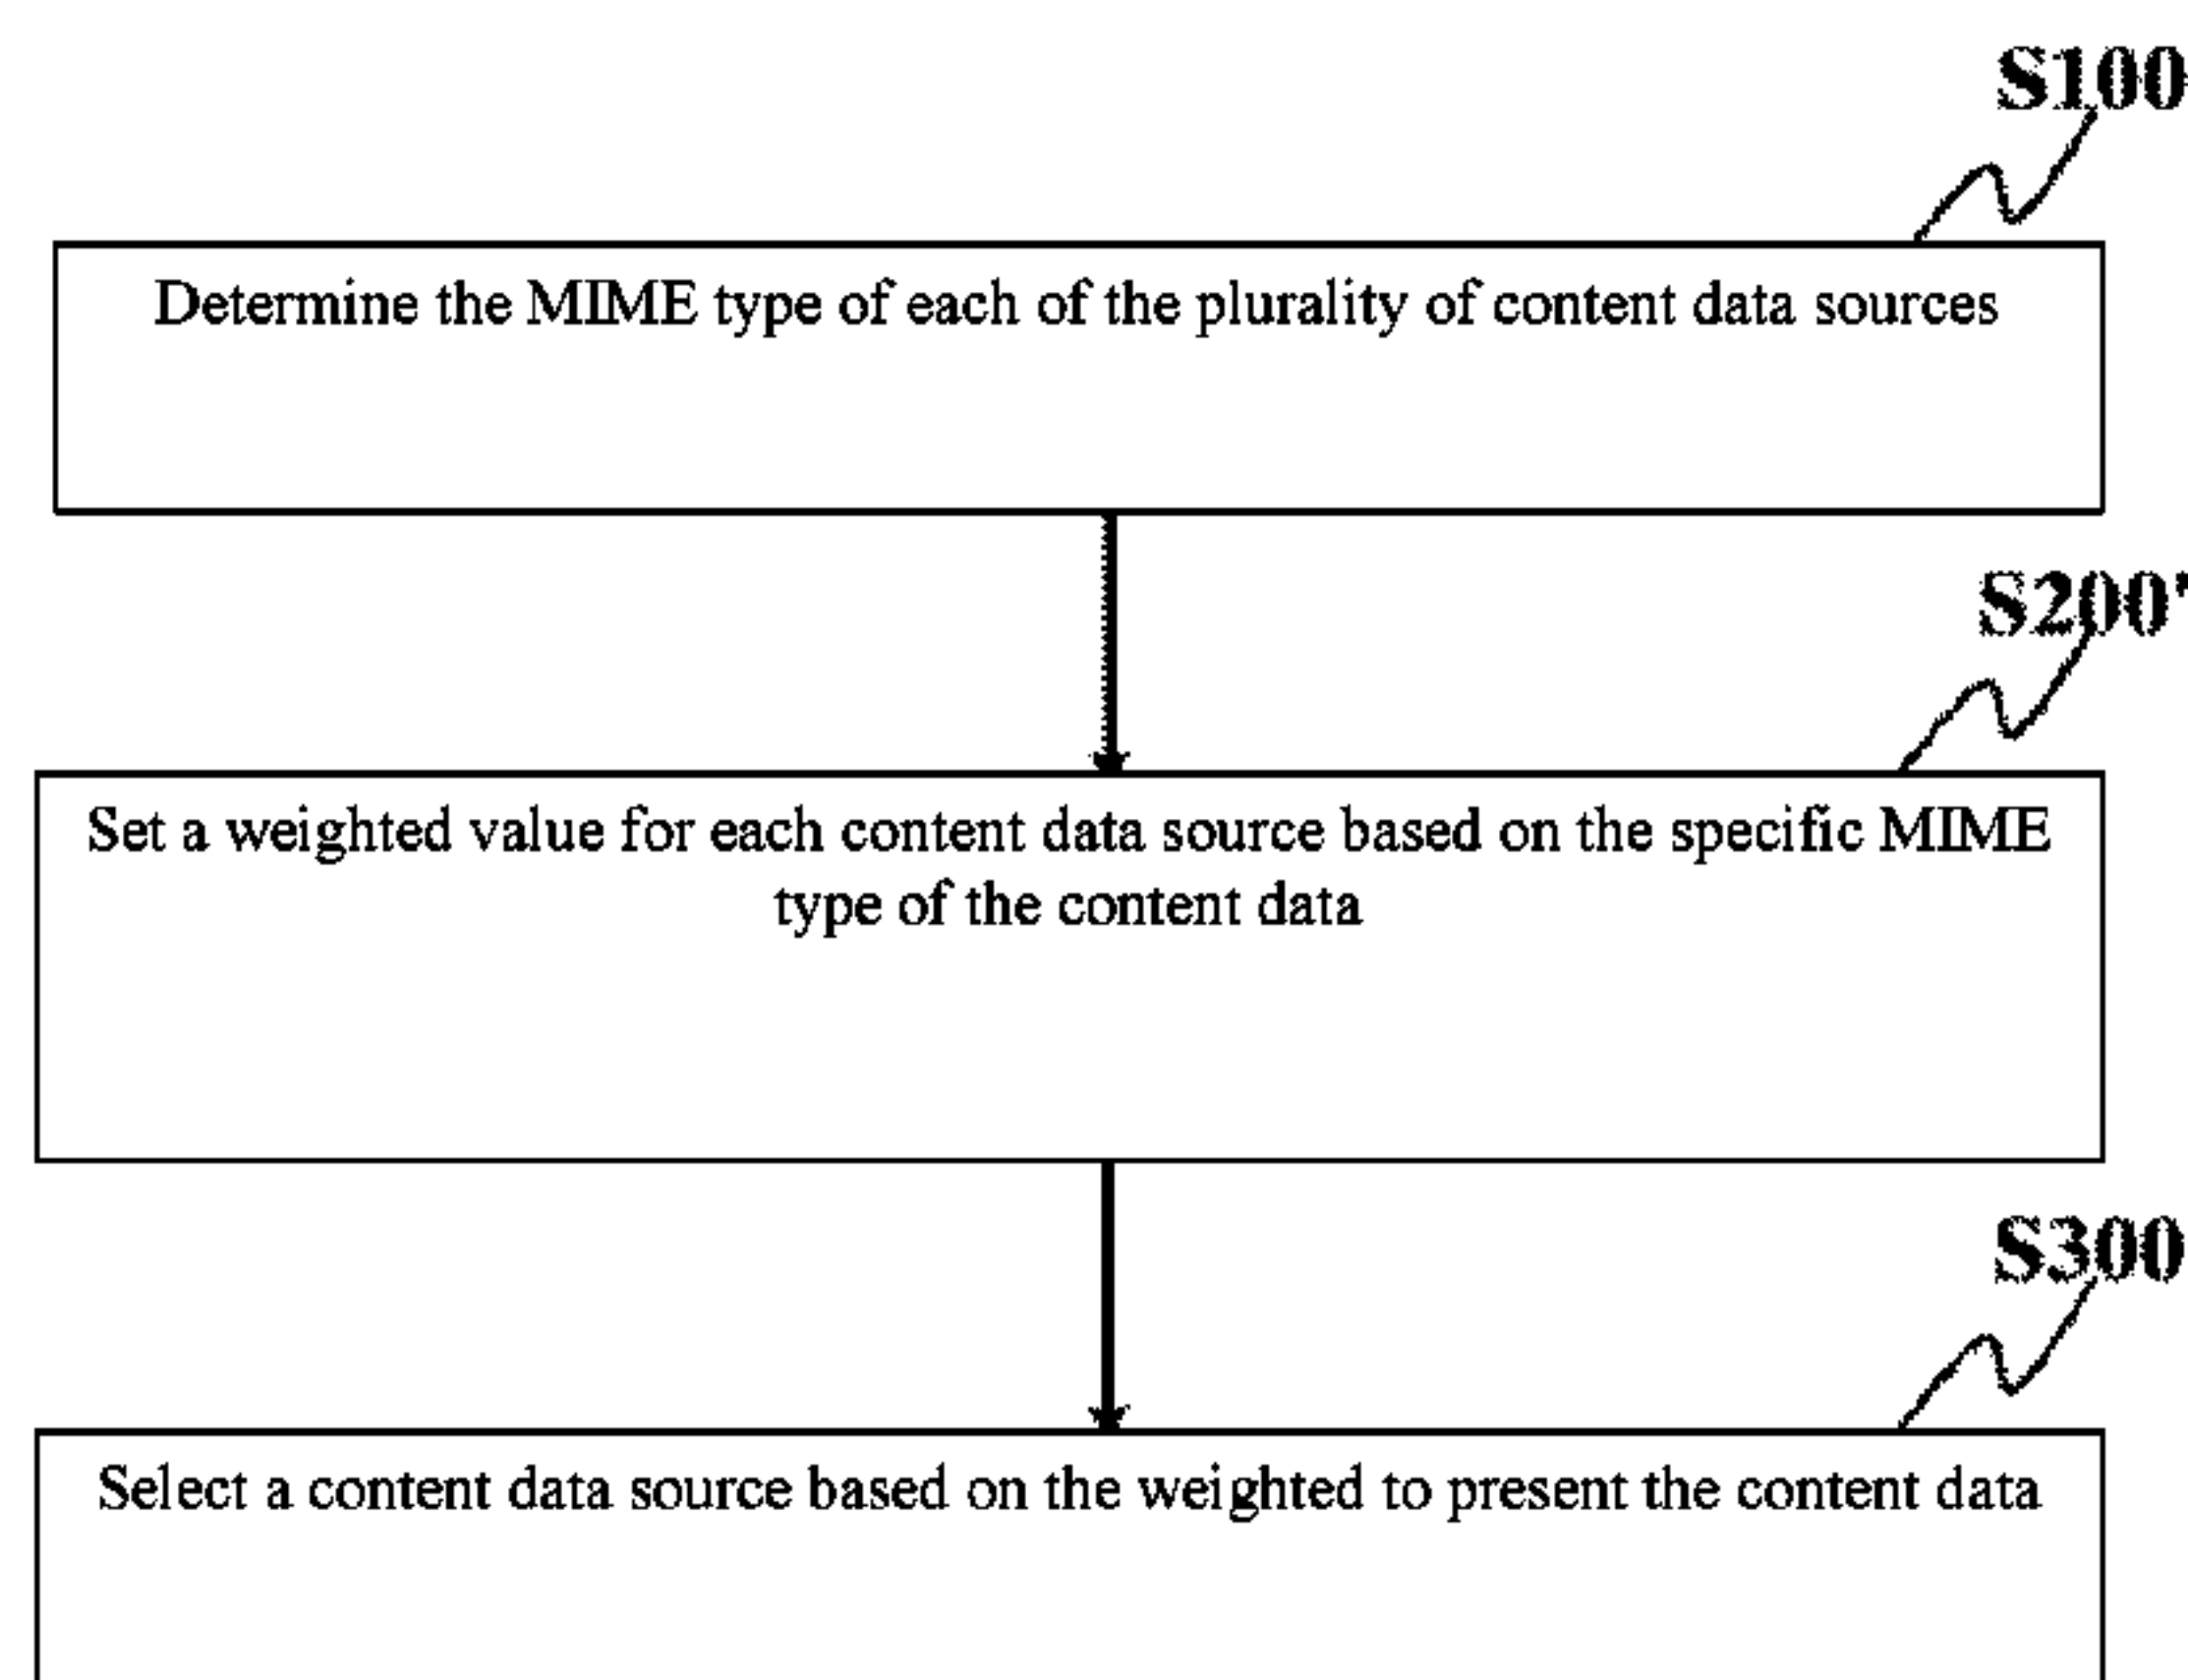 S100
Determine the MIME type of each of the plurality of content data sources
S200'
Set a weighted value for each content data source based on the specific MIME
type of the content data
S300
Select a content data source based on the weighted to present the content data